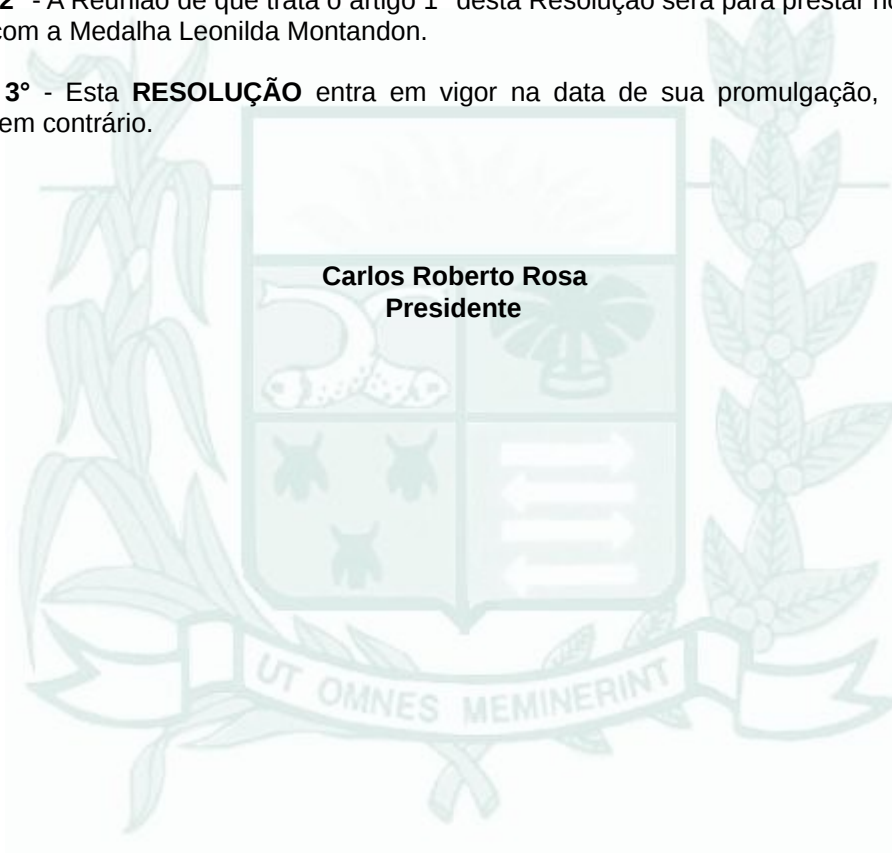 2° - A Reunião de que trata o artigo 1° desta Resolução será para prestar
com a Medalha Leonilda Montandon.
3° - Esta RESOLUÇÃO entra em vigor na data de sua promulgação,
em contrário.
Carlos Roberto Rosa
Presidente
UT OMNES MEMINERINT